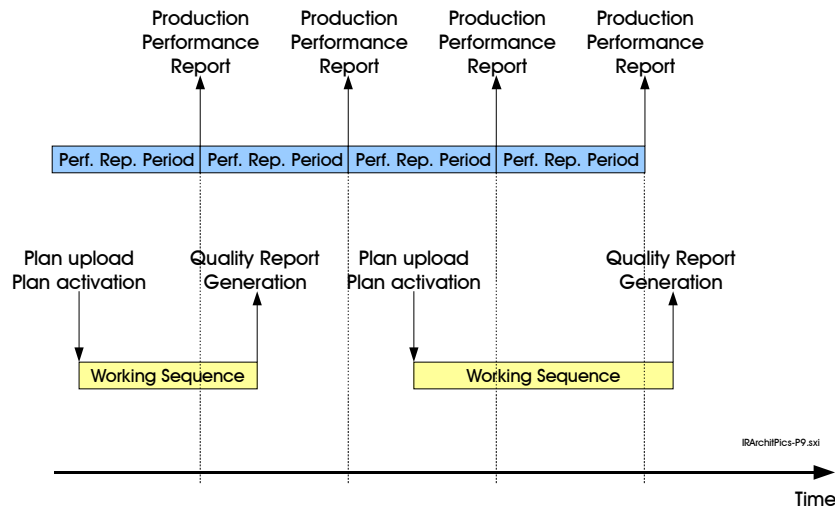 Production
Performance
Report
Production
Performance
Report
Production
Performance
Report
Production
Performance
Report
Perf. Rep. Period
Perf. Rep. Period
Perf. Rep. Period
Perf. Rep. Period
Plan upload
Plan activation
Quality Report
Generation
Plan upload
Plan activation
Quality Report
Generation
Working Sequence
Working Sequence
IRArchitPics-P9.sxi
Time